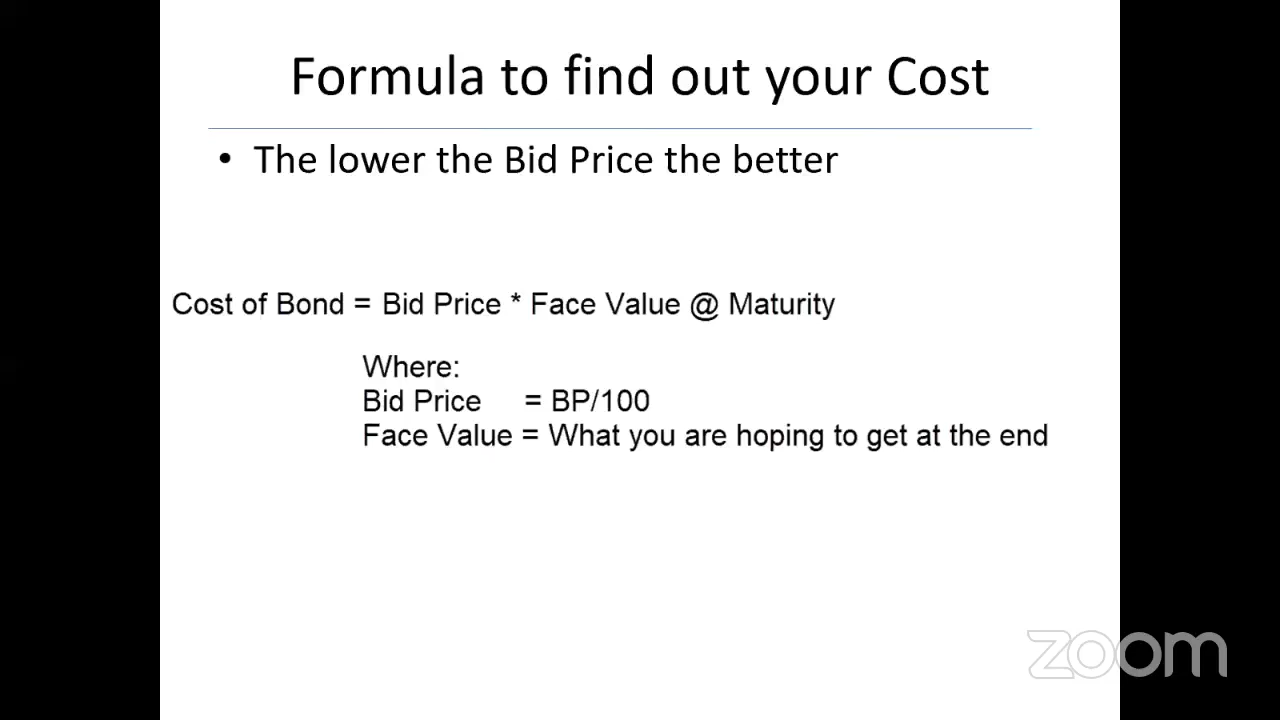 Formula to find out your Cost
• The lower the Bid Price the better
Cost of Bond = Bid Price * Face Value @ Maturity
Where:
Bid Price = BP/100
Face Value = What you are hoping to get at the end
zoom